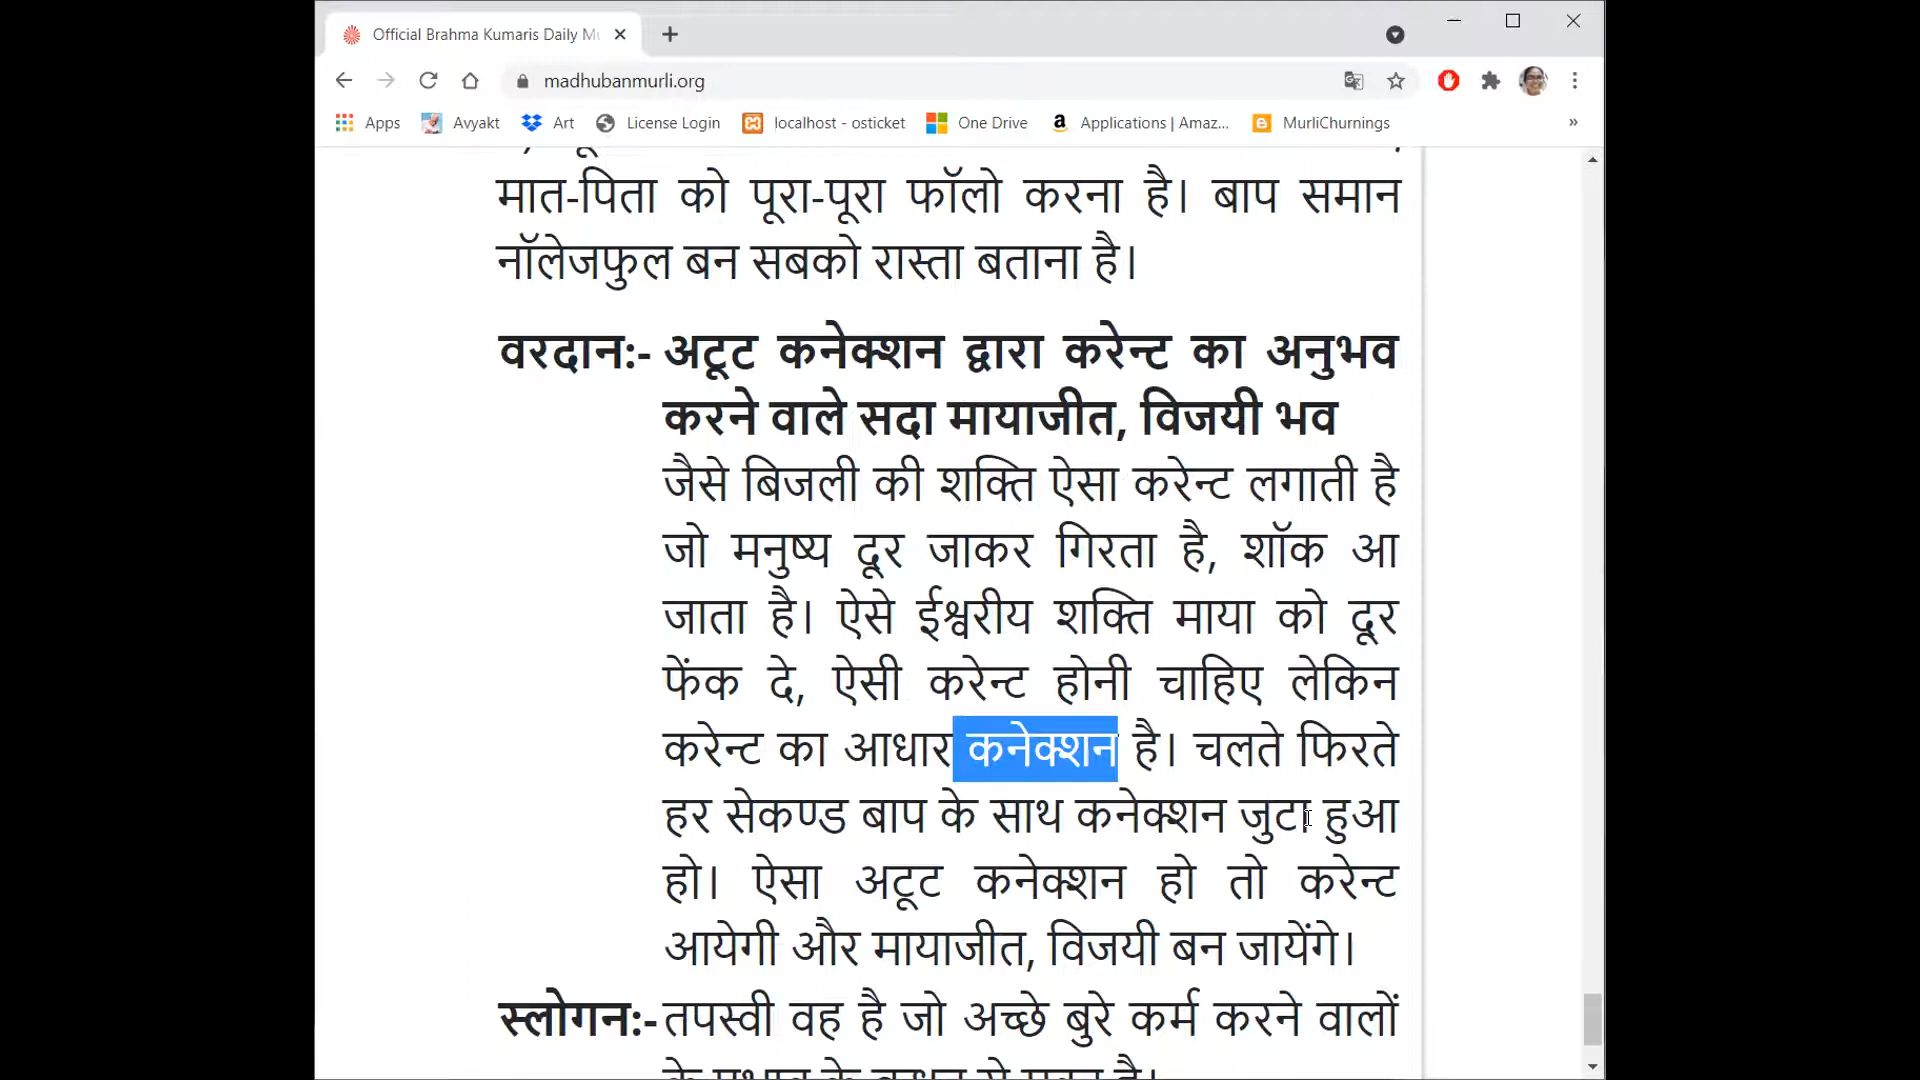 Official Brahma Kumaris Daily Mu
madhubanmurli.org
Apps Avyakt Art License Login localhost - osticket One Drive Applications | Amaz... MurliChurnings »
मात-पिता को पूरा-पूरा फॉलो करना है। बाप समान
नॉलेजफुल बन सबको रास्ता बताना है।
वरदान:- अटूट कनेक्शन द्वारा करेन्ट का अनुभव
करने वाले सदा मायाजीत, विजयी भव
जैसे बिजली की शक्ति ऐसा करेन्ट लगाती है
जो मनुष्य दूर जाकर गिरता है, शॉक आ
जाता है। ऐसे ईश्वरीय शक्ति माया को दूर
फेंक दे, ऐसी करेन्ट होनी चाहिए लेकिन
करेन्ट का आधार कनेक्शन है। चलते फिरते
हर सेकण्ड बाप के साथ कनेक्शन जुटा हुआ
हो। ऐसा अटूट कनेक्शन हो तो करेन्ट
आयेगी और मायाजीत, विजयी बन जायेंगे।
स्लोगन:- तपस्वी वह है जो अच्छे बुरे कर्म करने वालों